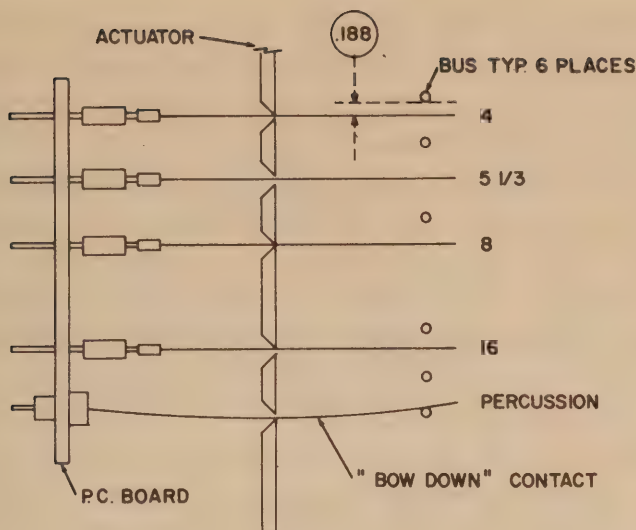 ACTUATOR
.188
BUS TYP. 6 PLACES
4
5 1/3
8
16
PERCUSSION
"BOW DOWN" CONTACT
P.C. BOARD